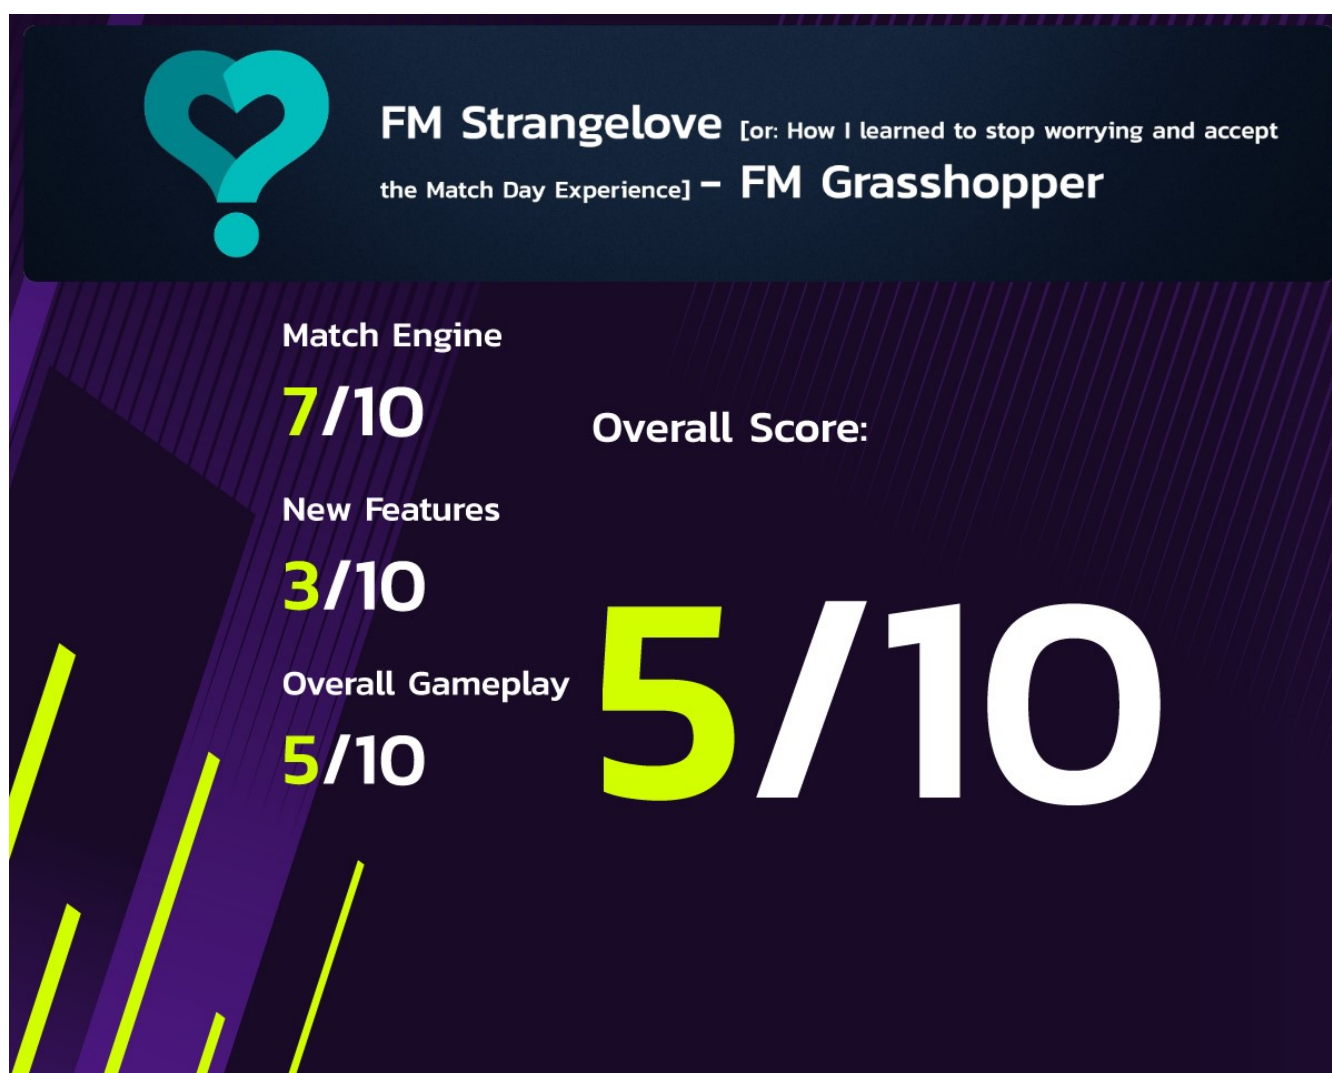 FM Strangelove [or: How I learned to stop worrying and accept
the Match Day Experience] – FM Grasshopper
Match Engine
7/10
New Features
3/10
Overall Gameplay
5/10
Overall Score:
5/10